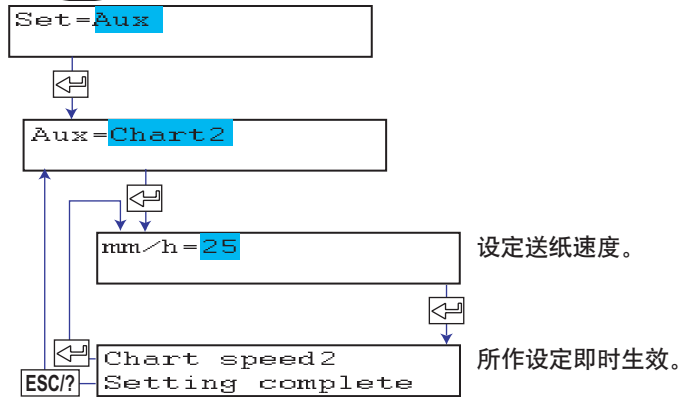 Set=Aux
Aux=Chart2
mm/h=25
设定送纸速度。
Chart speed2
所作设定即时生效。
ESC/?
Setting complete